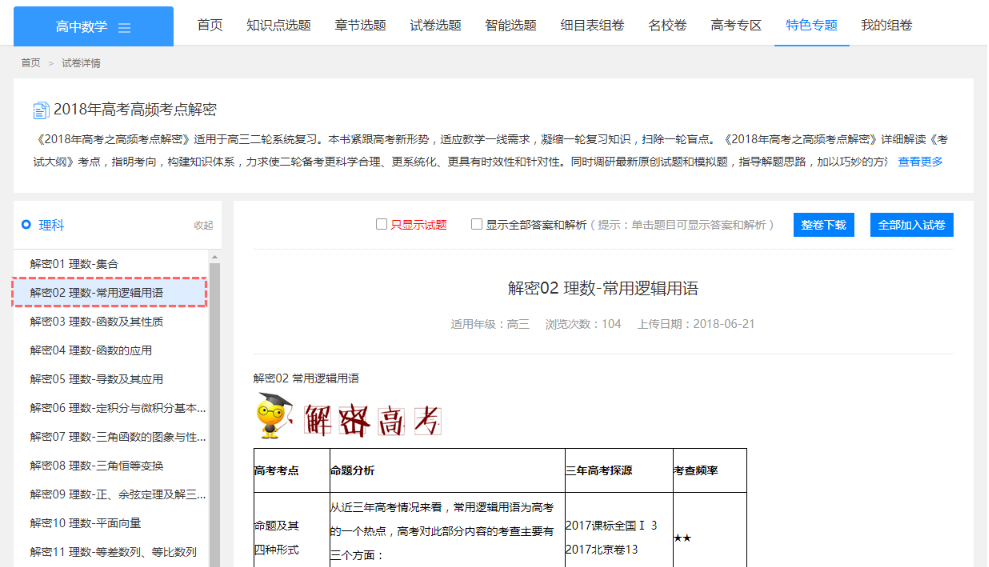 高中数学
首页 知识点选题 章节选题 试卷选题 智能选题 细目表组卷 名校卷 高考专区 特色专题 我的组卷
首页 > 试卷详情
2018年高考高频考点解密
《2018年高考之高频考点解密》适用于高三二轮系统复习。本书紧跟高考新形势，适应教学一线需求，凝缩一轮复习知识，扫除一轮盲点。《2018年高考之高频考点解密》详细解读《考
试大纲》考点，指明考向，构建知识体系，力求使二轮备考更科学合理、更系统化、更具有时效性和针对性。同时调研最新原创试题和模拟题，指导解题思路，加以巧妙的方 查看更多
理科 收起
解密01 理数-集合
解密02 理数-常用逻辑用语
解密03 理数-函数及其性质
解密04 理数-函数的应用
解密05 理数-导数及其应用
解密06 理数-定积分与微积分基本...
解密07 理数-三角函数的图象与性...
解密08 理数-三角恒等变换
解密09 理数-正、余弦定理及解三...
解密10 理数-平面向量
解密11 理数-等差数列、等比数列
只显示试题 显示全部答案和解析（提示：单击题目可显示答案和解析） 整卷下载 全部加入试卷
解密02 理数-常用逻辑用语
适用年级：高三 浏览次数：104 上传日期：2018-06-21
解密02 常用逻辑用语
解密高考
高考考点 命题分析 三年高考探源 考查频率
命题及其
四种形式
从近三年高考情况来看，常用逻辑用语为高考
的一个热点，高考对此部分内容的考查主要有
三个方面：
2017课标全国Ⅰ 3
2017北京卷13
★★